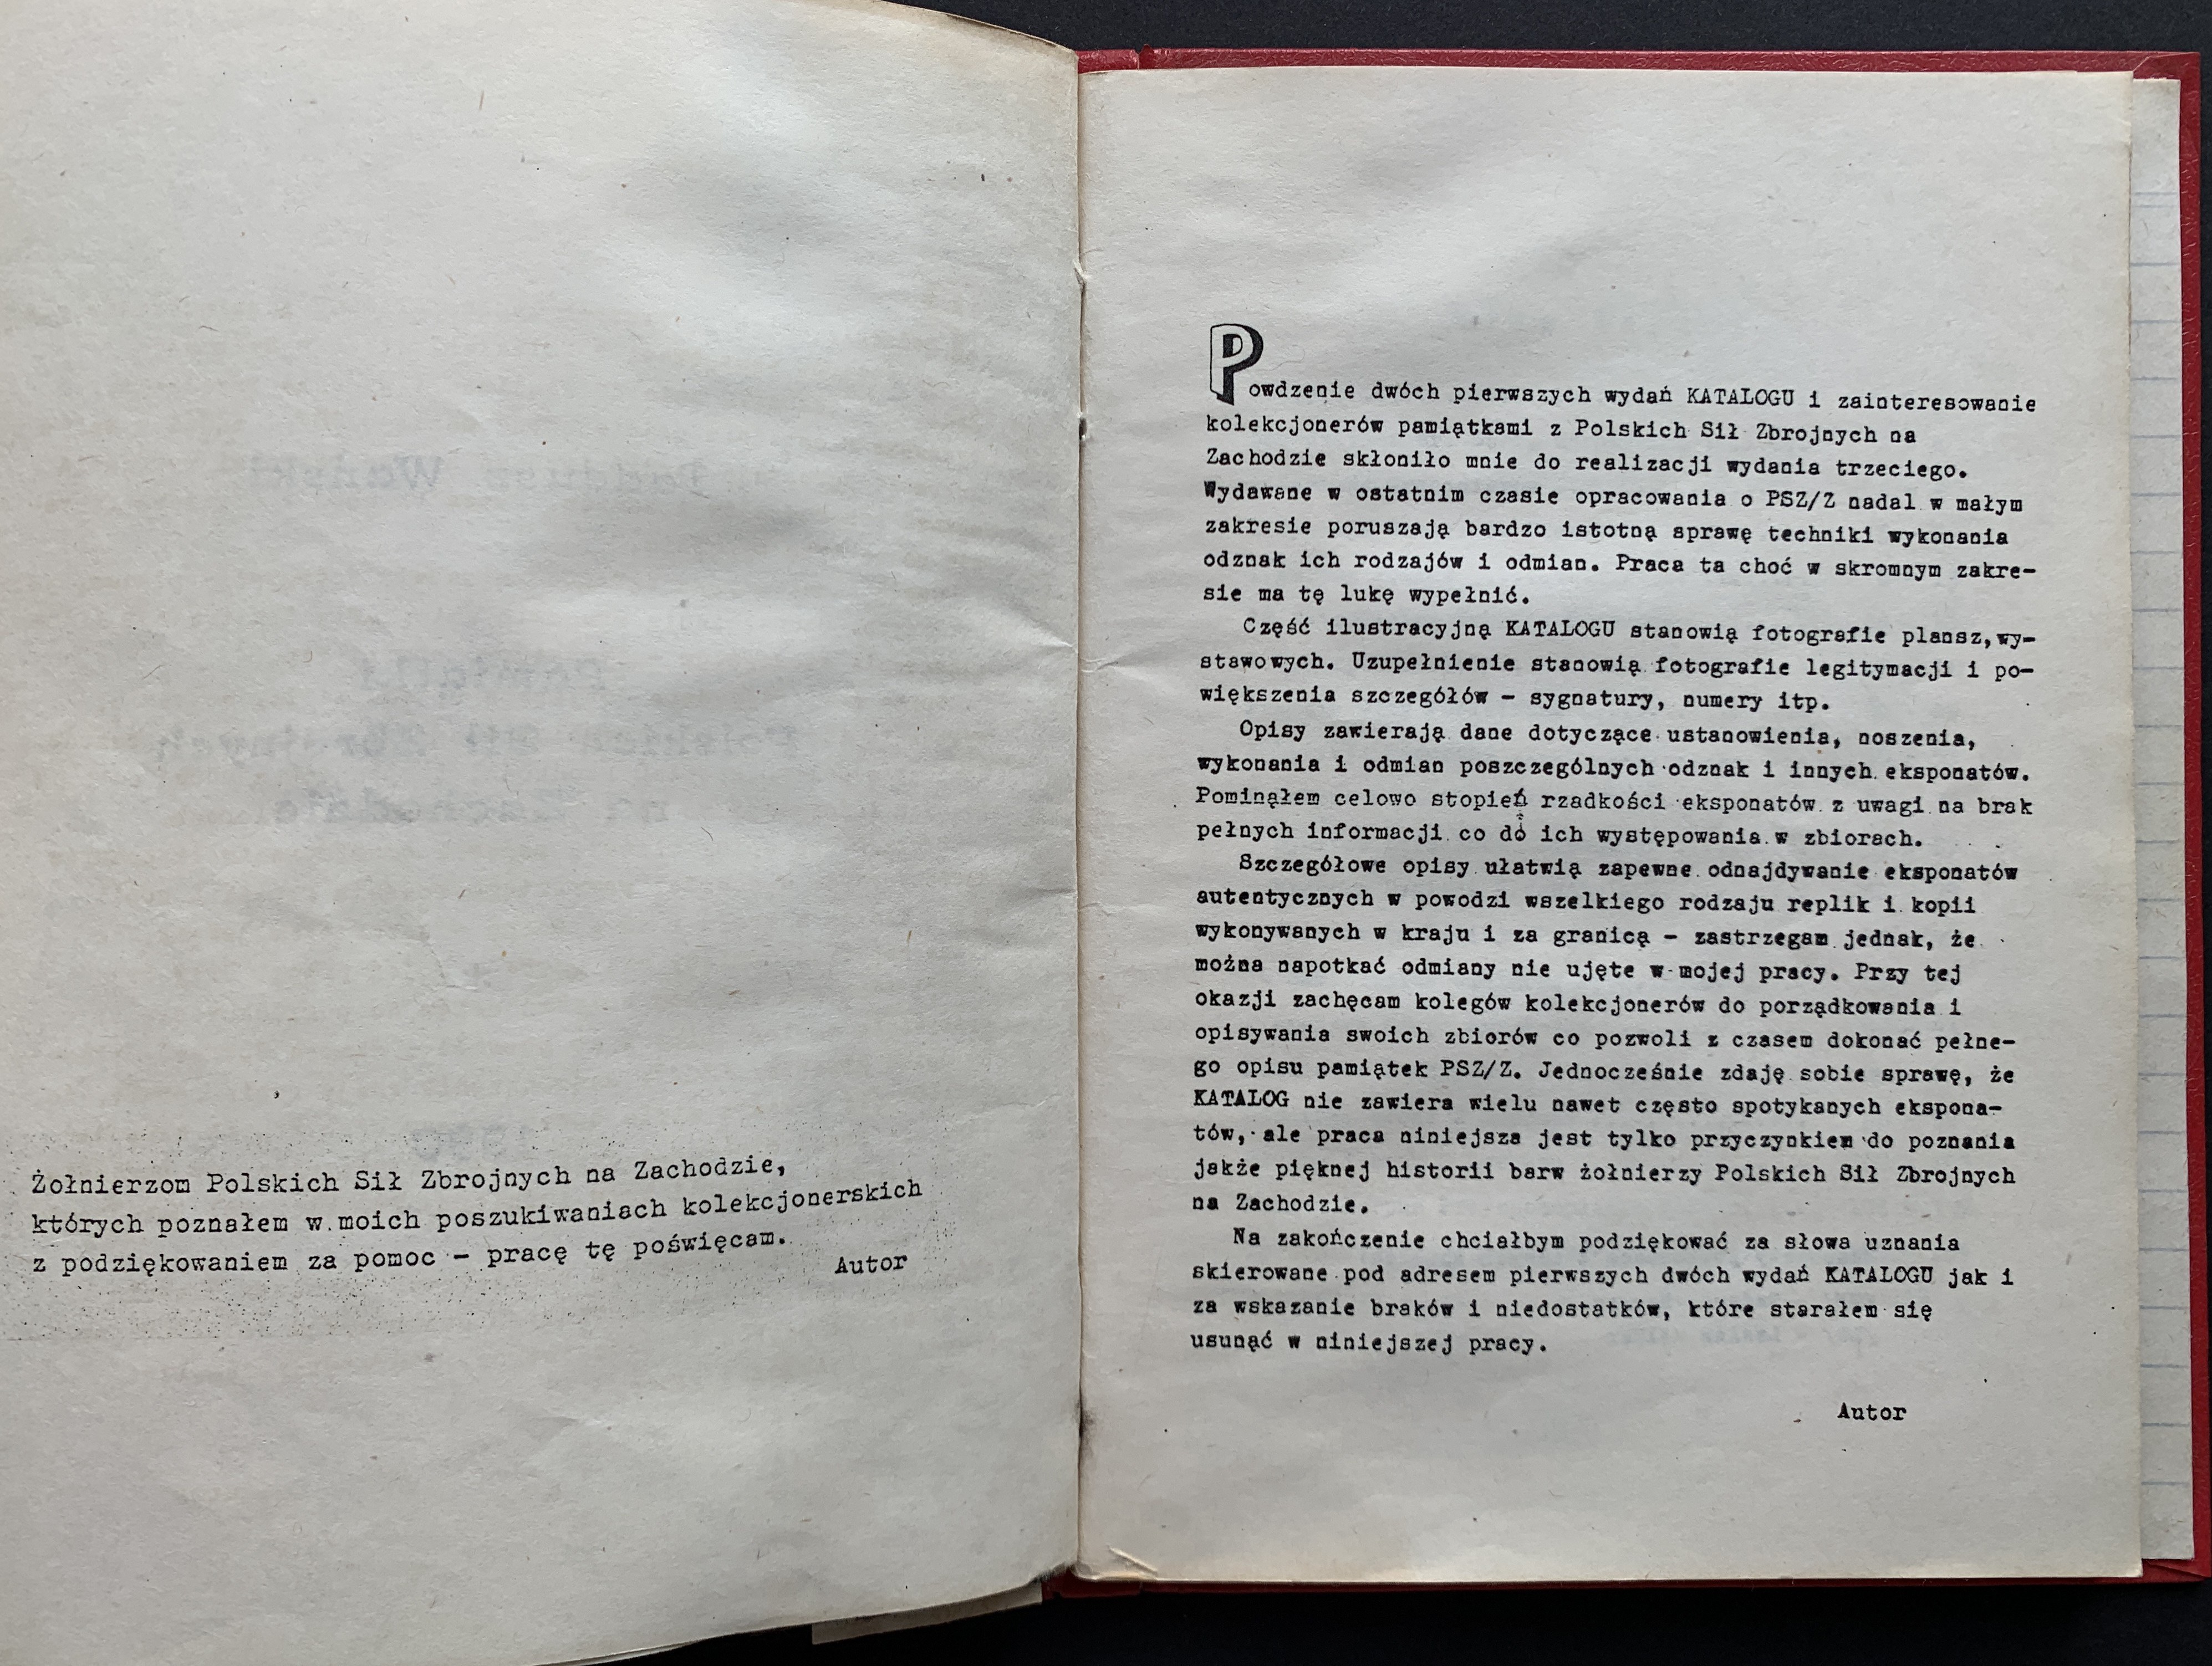 Żołnierzom Polskich Sił Zbrojnych na Zachodzie,
których poznałem w moich poszukiwaniach kolekcjonerskich
z podziękowaniem za pomoc - pracę tę poświęcam.
Autor
Powdzenie dwóch pierwszych wydań KATALOGU i zainteresowanie
kolekcjonerów pamiątkami z Polskich Sił Zbrojnych na
Zachodzie skłoniło mnie do realizacji wydania trzeciego.
Wydawane w ostatnim czasie opracowania o PSZ/Z nadal w małym
zakresie poruszają bardzo istotną sprawę techniki wykonania
odznak ich rodzajów i odmian. Praca ta choć w skromnym zakre-
sie ma tę lukę wypełnić.
Część ilustracyjną KATALOGU stanowią fotografie plansz,wy-
stawowych. Uzupełnienie stanowią fotografie legitymacji i po-
większenia szczegółów - sygnatury, numery itp.
Opisy zawierają dane dotyczące ustanowienia, noszenia,
wykonania i odmian poszczególnych odznak i innych eksponatów.
Pominąłem celowo stopień rzadkości eksponatów z uwagi na brak
pełnych informacji co do ich występowania w zbiorach.
Szczegółowe opisy ułatwią zapewne odnajdywanie eksponatów
autentycznych w powodzi wszelkiego rodzaju replik i kopii
wykonywanych w kraju i za granicą - zastrzegam jednak, że
można napotkać odmiany nie ujęte w mojej pracy. Przy tej
okazji zachęcam kolegów kolekcjonerów do porządkowania i
opisywania swoich zbiorów co pozwoli z czasem dokonać pełne-
go opisu pamiątek PSZ/Z. Jednocześnie zdaję sobie sprawę, że
KATALOG nie zawiera wielu nawet często spotykanych ekspona-
tów, ale praca niniejsza jest tylko przyczynkiem do poznania
jakże pięknej historii barw żołnierzy Polskich Sił Zbrojnych
na Zachodzie.
Na zakończenie chciałbym podziękować za słowa uznania
skierowane pod adresem pierwszych dwóch wydań KATALOGU jak i
za wskazanie braków i niedostatków, które starałem się
usunąć w niniejszej pracy.
Autor